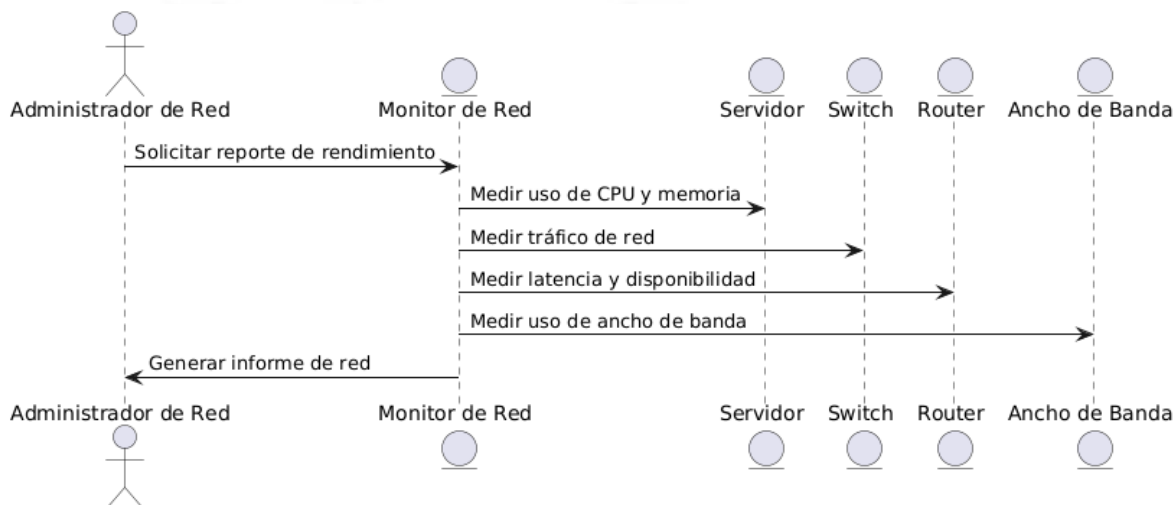 Administrador de Red Monitor de Red Servidor Switch Router Ancho de Banda
Solicitar reporte de rendimiento
Medir uso de CPU y memoria
Medir tráfico de red
Medir latencia y disponibilidad
Medir uso de ancho de banda
Generar informe de red
Administrador de Red Monitor de Red Servidor Switch Router Ancho de Banda